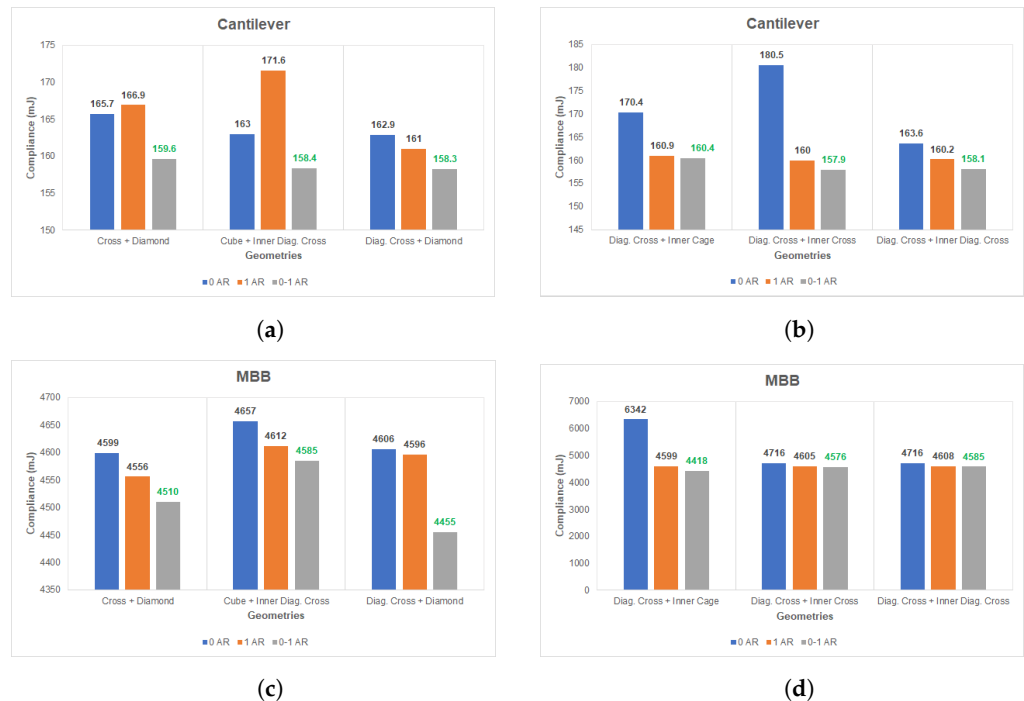 Cantilever
175
170
165
160
155
150
Compliance (mJ)
165.7
166.9
159.6
163
171.6
158.4
162.9
161
158.3
Cross + Diamond
Cube + Inner Diag. Cross
Diag. Cross + Diamond
Geometries
0 AR 1 AR 0-1 AR
(a)
Cantilever
185
180
175
170
165
160
155
150
145
Compliance (mJ)
170.4
160.9
160.4
180.5
160
157.9
163.6
160.2
158.1
Diag. Cross + Inner Cage
Diag. Cross + Inner Cross
Diag. Cross + Inner Diag. Cross
Geometries
0 AR 1 AR 0-1 AR
(b)
MBB
4700
4650
4600
4550
4500
4450
4400
4350
Compliance (mJ)
4599
4556
4510
4657
4612
4585
4606
4596
4455
Cross + Diamond
Cube + Inner Diag. Cross
Diag. Cross + Diamond
Geometries
0 AR 1 AR 0-1 AR
(c)
MBB
7000
6000
5000
4000
3000
2000
1000
0
Compliance (mJ)
6342
4599
4418
4716
4605
4576
4716
4608
4585
Diag. Cross + Inner Cage
Diag. Cross + Inner Cross
Diag. Cross + Inner Diag. Cross
Geometries
0 AR 1 AR 0-1 AR
(d)